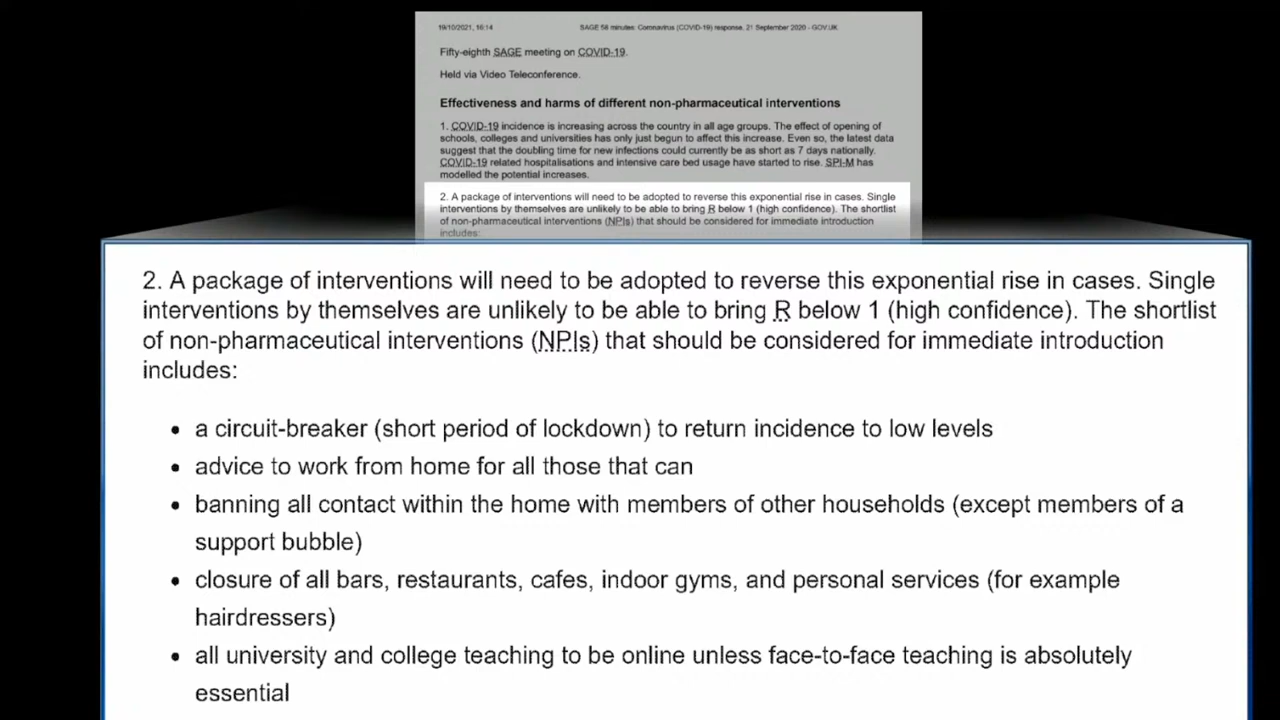 19/10/2021, 16:14 SAGE 58 minutes: Coronavirus (COVID-19) response, 21 September 2020 - GOV.UK
Fifty-eighth SAGE meeting on COVID-19.
Held via Video Teleconference.
Effectiveness and harms of different non-pharmaceutical interventions
1. COVID-19 incidence is increasing across the country in all age groups. The effect of opening of
schools, colleges and universities has only just begun to affect this increase. Even so, the latest data
suggest that the doubling time for new infections could currently be as short as 7 days nationally.
COVID-19 related hospitalisations and intensive care bed usage have started to rise. SPI-M has
modelled the potential increases.
2. A package of interventions will need to be adopted to reverse this exponential rise in cases. Single
interventions by themselves are unlikely to be able to bring R below 1 (high confidence). The shortlist
of non-pharmaceutical interventions (NPIs) that should be considered for immediate introduction
includes:
2. A package of interventions will need to be adopted to reverse this exponential rise in cases. Single
interventions by themselves are unlikely to be able to bring R below 1 (high confidence). The shortlist
of non-pharmaceutical interventions (NPIs) that should be considered for immediate introduction
includes:
• a circuit-breaker (short period of lockdown) to return incidence to low levels
• advice to work from home for all those that can
• banning all contact within the home with members of other households (except members of a
support bubble)
• closure of all bars, restaurants, cafes, indoor gyms, and personal services (for example
hairdressers)
• all university and college teaching to be online unless face-to-face teaching is absolutely
essential